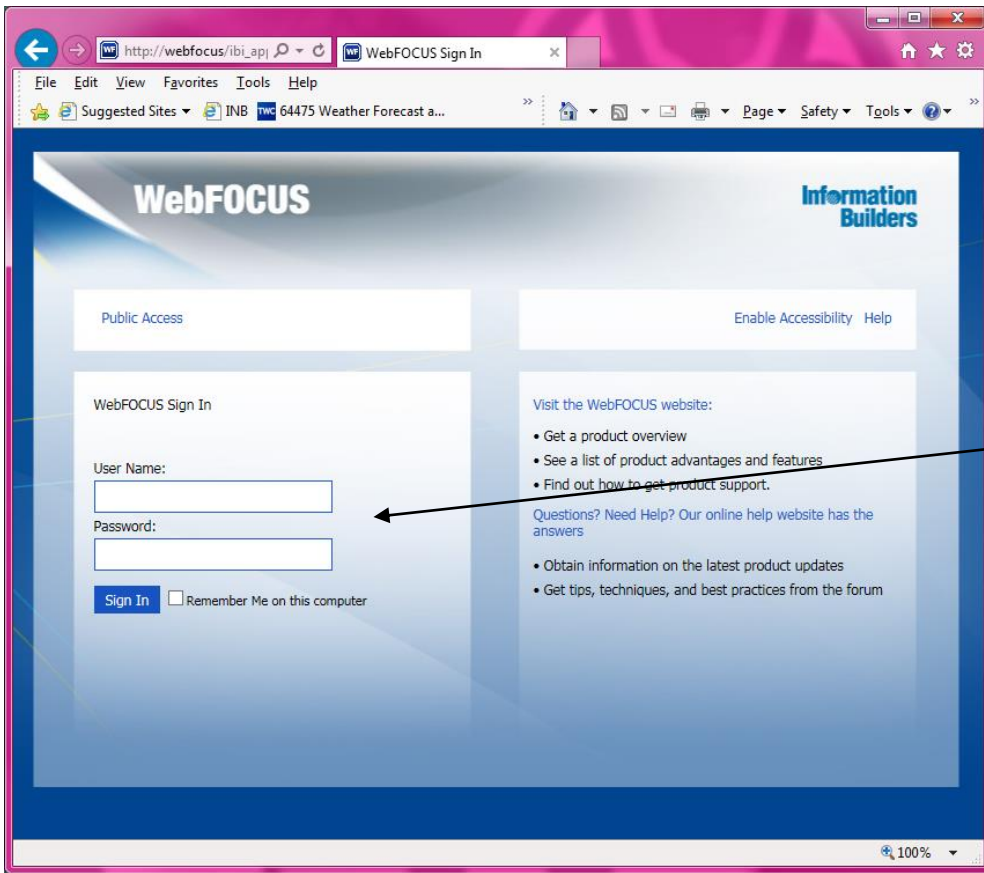 http://webfocus/ibi_ap
WebFOCUS Sign In
File Edit View Favorites Tools Help
Suggested Sites INB TWC 64475 Weather Forecast a... Page Safety Tools
WebFOCUS
Information
Builders
Public Access
Enable Accessibility Help
WebFOCUS Sign In
User Name:
Password:
Sign In Remember Me on this computer
Visit the WebFOCUS website:
• Get a product overview
• See a list of product advantages and features
• Find out how to get product support.
Questions? Need Help? Our online help website has the
answers
• Obtain information on the latest product updates
• Get tips, techniques, and best practices from the forum
100%